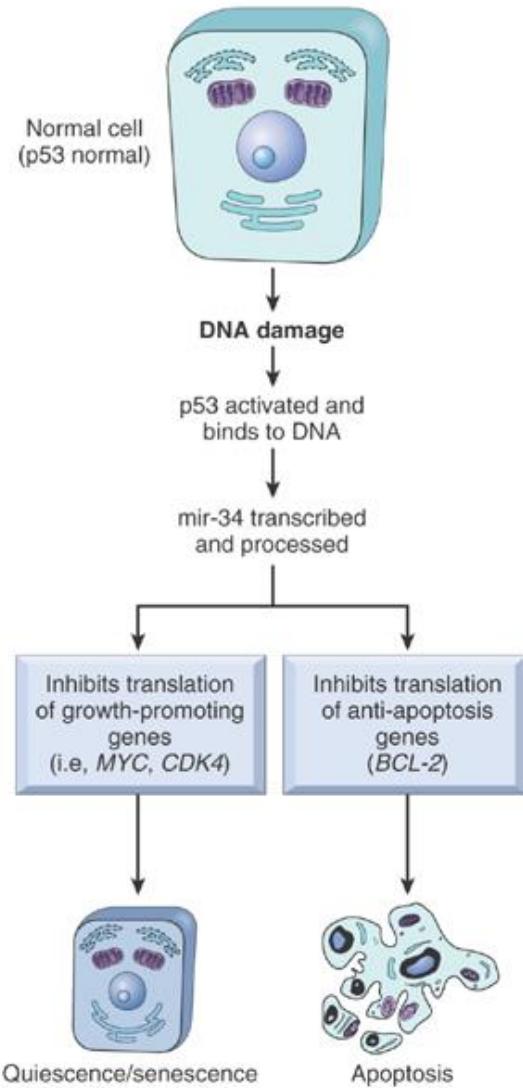 Normal cell
(p53 normal)
DNA damage
p53 activated and
binds to DNA
mir-34 transcribed
and processed
Inhibits translation
of growth-promoting
genes
(i.e, MYC, CDK4)
Inhibits translation
of anti-apoptosis
genes
(BCL-2)
Quiescence/senescence
Apoptosis